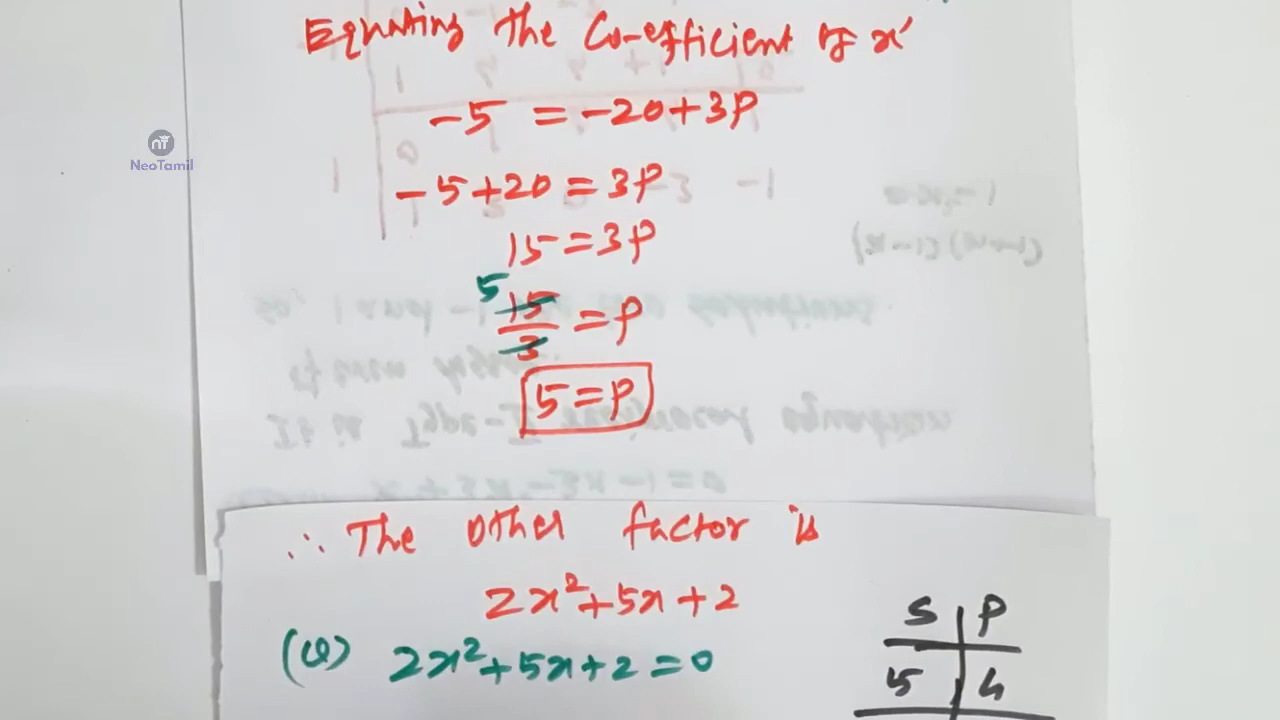 Equating the Co-efficient of x
-5 = -20+3P
NeoTamil
-5+20 = 3P
15 = 3P
5
15/3 = P
5 = P
∴ The other factor is
2x²+5x+2
2x²+5x+2 = 0
S | P
5 | 4